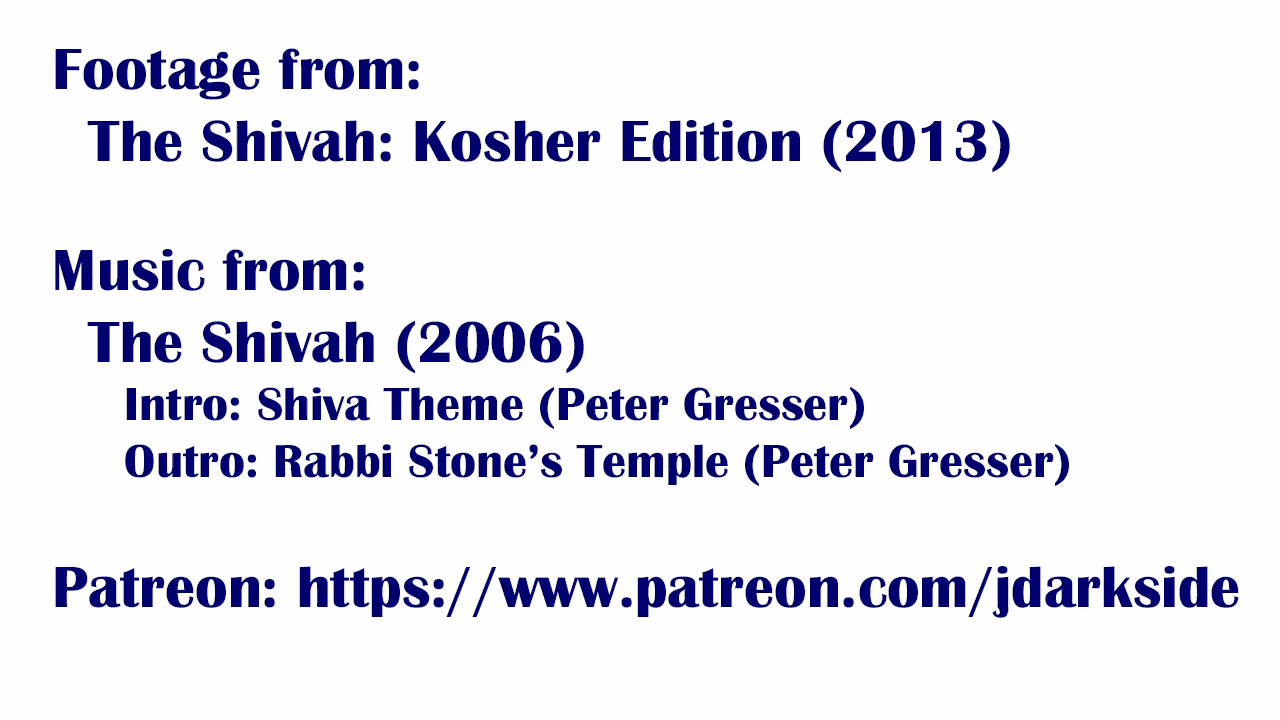 Footage from:
The Shivah: Kosher Edition (2013)
Music from:
The Shivah (2006)
Intro: Shiva Theme (Peter Gresser)
Outro: Rabbi Stone’s Temple (Peter Gresser)
Patreon: https://www.patreon.com/jdarkside